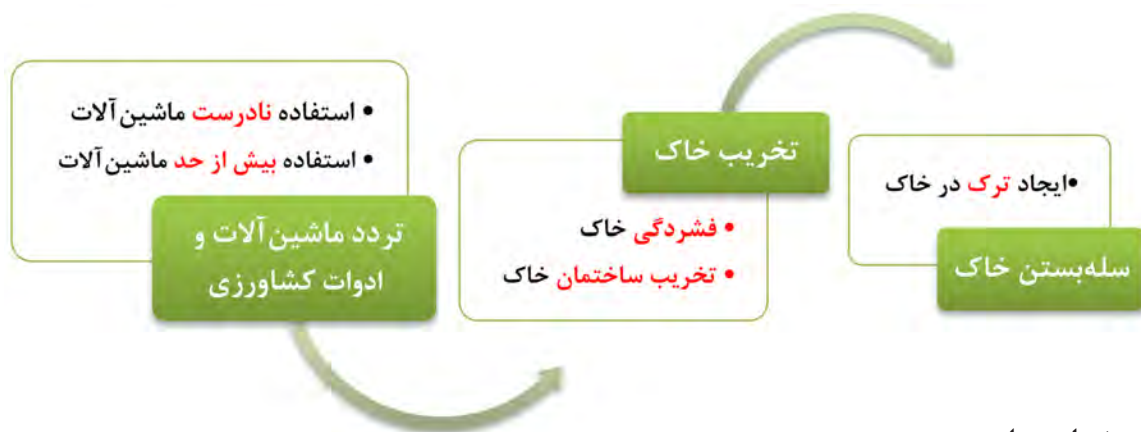 • استفاده نادرست ماشین‌آلات
• استفاده بیش از حد ماشین‌آلات
تردد ماشین‌آلات و
ادوات کشاورزی
تخریب خاک
• فشردگی خاک
• تخریب ساختمان خاک
•ایجاد ترک در خاک
سله‌بستن خاک